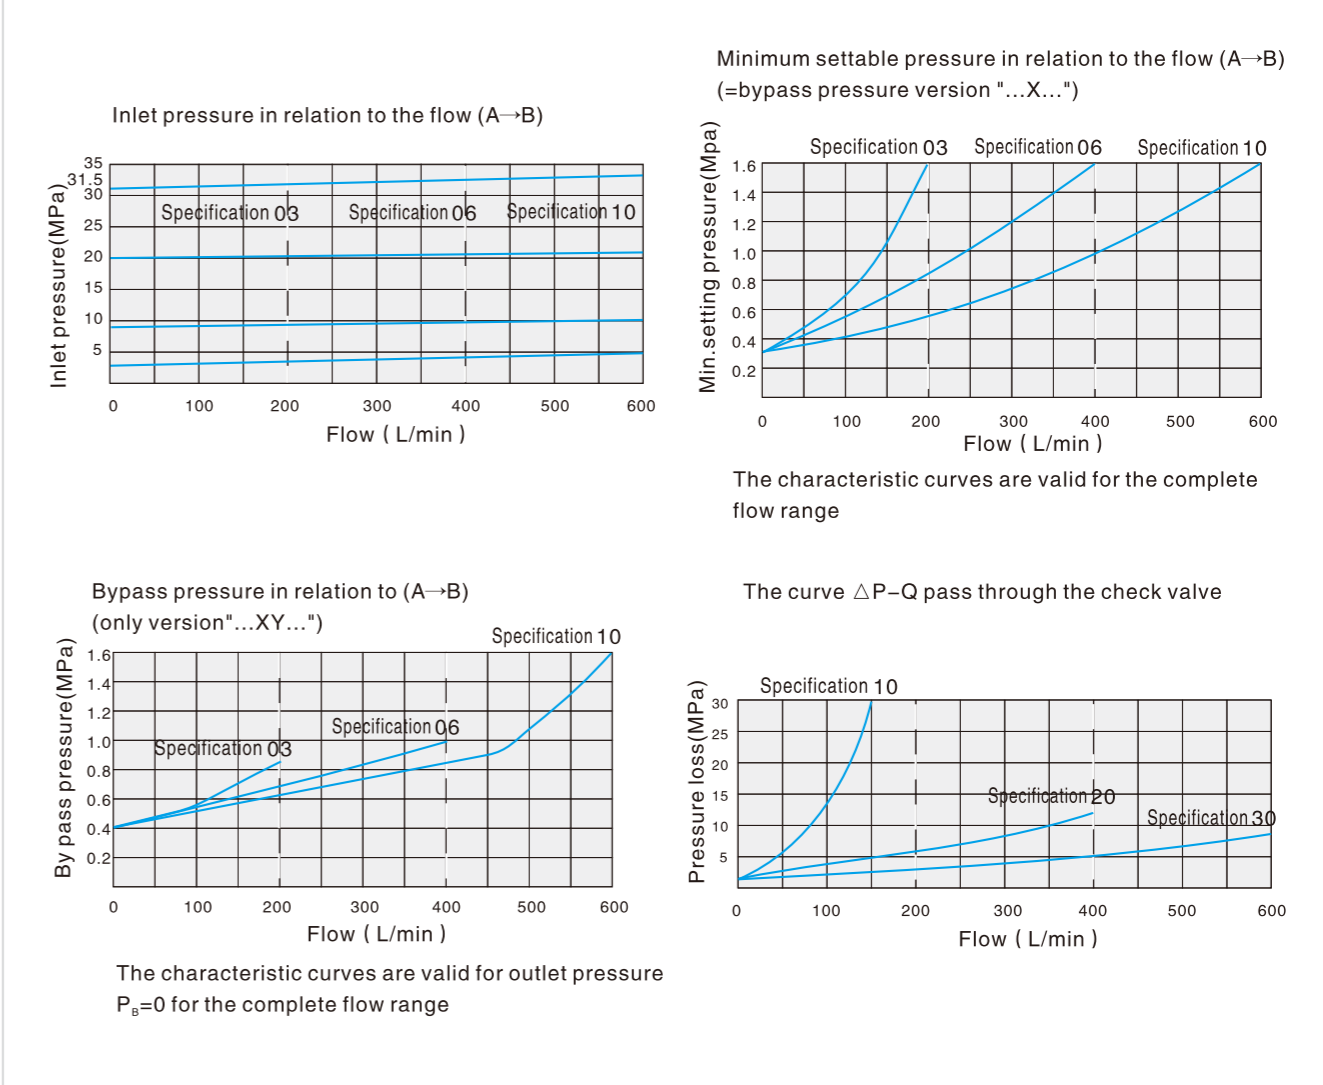 Inlet pressure in relation to the flow (A→B)
Inlet pressure(MPa)
35
31.5
30
25
20
15
10
5
Specification 03
Specification 06
Specification 10
0 100 200 300 400 500 600
Flow ( L/min )
Minimum settable pressure in relation to the flow (A→B)
(=bypass pressure version "...X...")
Min.setting pressure(Mpa)
Specification 03
Specification 06
Specification 10
1.6
1.4
1.2
1.0
0.8
0.6
0.4
0.2
0 100 200 300 400 500 600
Flow ( L/min )
The characteristic curves are valid for the complete
flow range
Bypass pressure in relation to (A→B)
(only version"...XY...")
By pass pressure(MPa)
Specification 10
1.6
1.4
1.2
1.0
0.8
0.6
0.4
0.2
Specification 06
Specification 03
0 100 200 300 400 500 600
Flow ( L/min )
The characteristic curves are valid for outlet pressure
PB=0 for the complete flow range
The curve △P–Q pass through the check valve
Pressure loss(MPa)
Specification 10
30
25
20
15
10
5
Specification 20
Specification 30
0 100 200 300 400 500 600
Flow ( L/min )